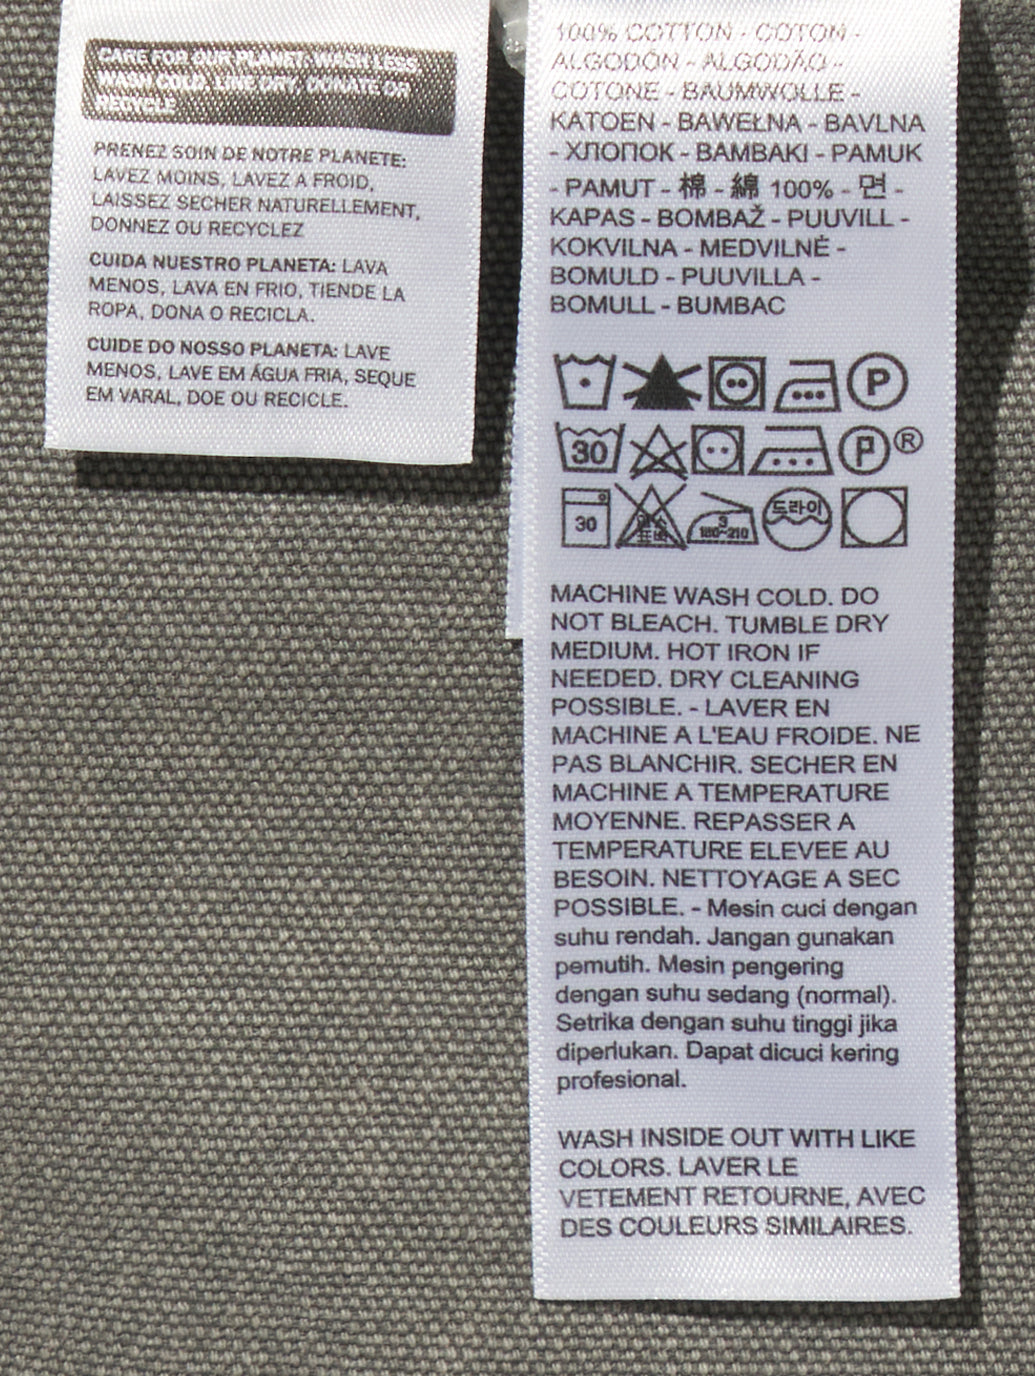 CARE FOR OUR PLANET: WASH LESS
WASH COLD, LINE DRY, DONATE OR
RECYCLE
PRENEZ SOIN DE NOTRE PLANETE:
LAVEZ MOINS, LAVEZ A FROID,
LAISSEZ SECHER NATURELLEMENT,
DONNEZ OU RECYCLEZ
CUIDA NUESTRO PLANETA: LAVA
MENOS, LAVA EN FRIO, TIENDE LA
ROPA, DONA O RECICLA.
CUIDE DO NOSSO PLANETA: LAVE
MENOS, LAVE EM ÁGUA FRIA, SEQUE
EM VARAL, DOE OU RECICLE.
100% COTTON - COTON -
ALGODÓN - ALGODÃO -
COTONE - BAUMWOLLE -
KATOEN - BAWEŁNA - BAVLNA
- ХЛОПОК - BAMBAKI - PAMUK
- PAMUT - 棉 - 綿 100% - 면 -
KAPAS - BOMBAŽ - PUUVILL -
KOKVILNA - MEDVILNĖ -
BOMULD - PUUVILLA -
BOMULL - BUMBAC
P
30 P ®
30 3 180~210 드라이
MACHINE WASH COLD. DO
NOT BLEACH. TUMBLE DRY
MEDIUM. HOT IRON IF
NEEDED. DRY CLEANING
POSSIBLE. - LAVER EN
MACHINE A L'EAU FROIDE. NE
PAS BLANCHIR. SECHER EN
MACHINE A TEMPERATURE
MOYENNE. REPASSER A
TEMPERATURE ELEVEE AU
BESOIN. NETTOYAGE A SEC
POSSIBLE. - Mesin cuci dengan
suhu rendah. Jangan gunakan
pemutih. Mesin pengering
dengan suhu sedang (normal).
Setrika dengan suhu tinggi jika
diperlukan. Dapat dicuci kering
profesional.
WASH INSIDE OUT WITH LIKE
COLORS. LAVER LE
VETEMENT RETOURNE, AVEC
DES COULEURS SIMILAIRES.